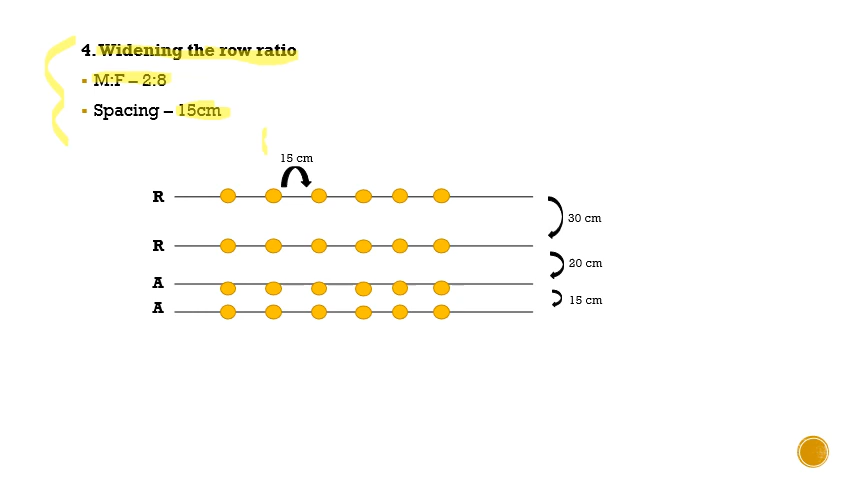 4. Widening the row ratio
▪ M:F – 2:8
▪ Spacing – 15cm
15 cm
R
30 cm
R
20 cm
A
15 cm
A